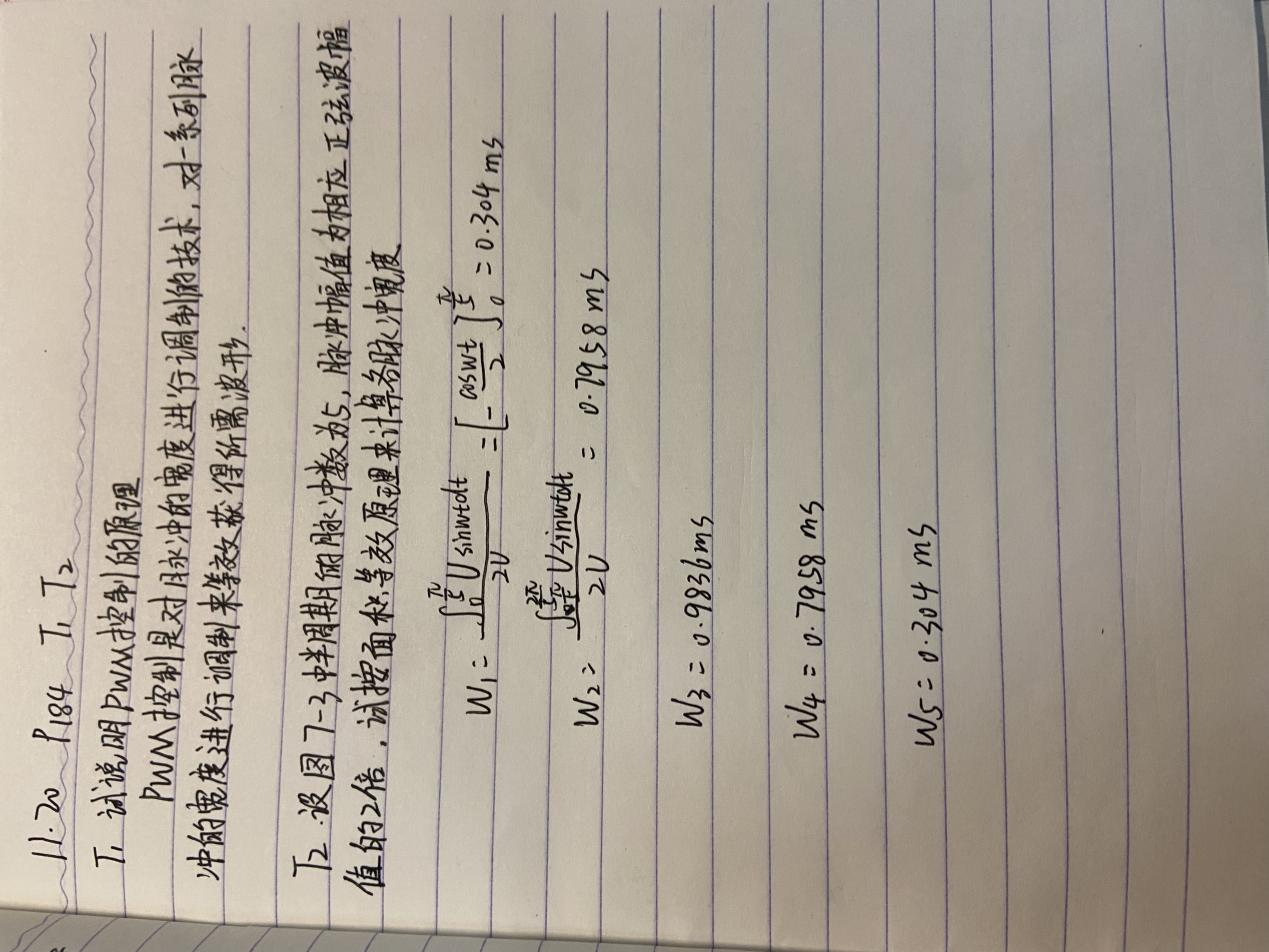 11.20 P184 T1 T2
T1 试说明PWM控制的原理
PWM控制是对脉冲的宽度进行调制的技术，对一系列脉
冲的宽度进行调制来等效获得所需波形.
T2.设图7-3中半周期的脉冲数为5，脉冲幅值为相应正弦波幅
值的2倍，试按面积等效原理来计算各脉冲宽度
W1 = ∫0^(π/5) U sinwtdt / 2U = [- coswt/2]0^(π/5) = 0.304 ms
W2 = ∫(π/5)^(2π/5) U sinwtdt / 2U = 0.7958 ms
W3 = 0.9836ms
W4 = 0.7958 ms
W5 = 0.304 ms